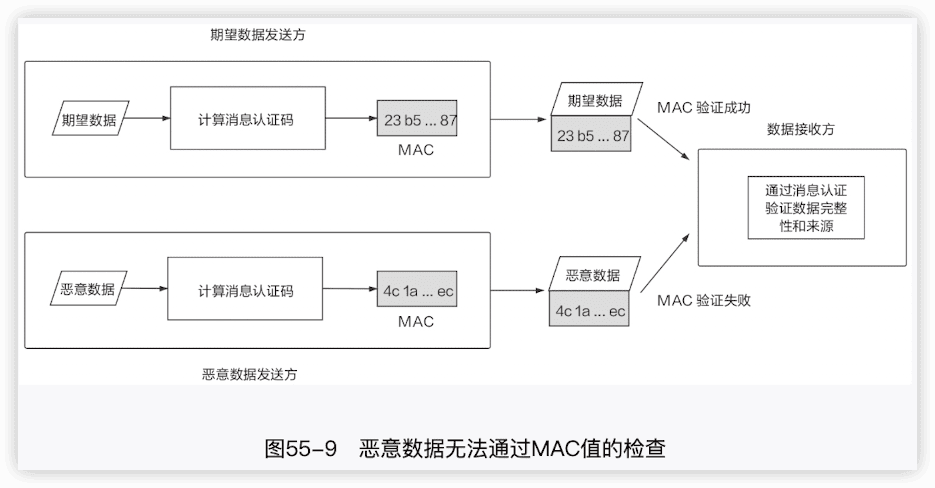 期望数据发送方
期望数据
计算消息认证码
23 b5 ... 87
MAC
期望数据
23 b5 ... 87
MAC 验证成功
数据接收方
通过消息认证
验证数据完整
性和来源
恶意数据
计算消息认证码
4c 1a ... ec
MAC
恶意数据
4c 1a ... ec
MAC 验证失败
恶意数据发送方
图55-9 恶意数据无法通过MAC值的检查